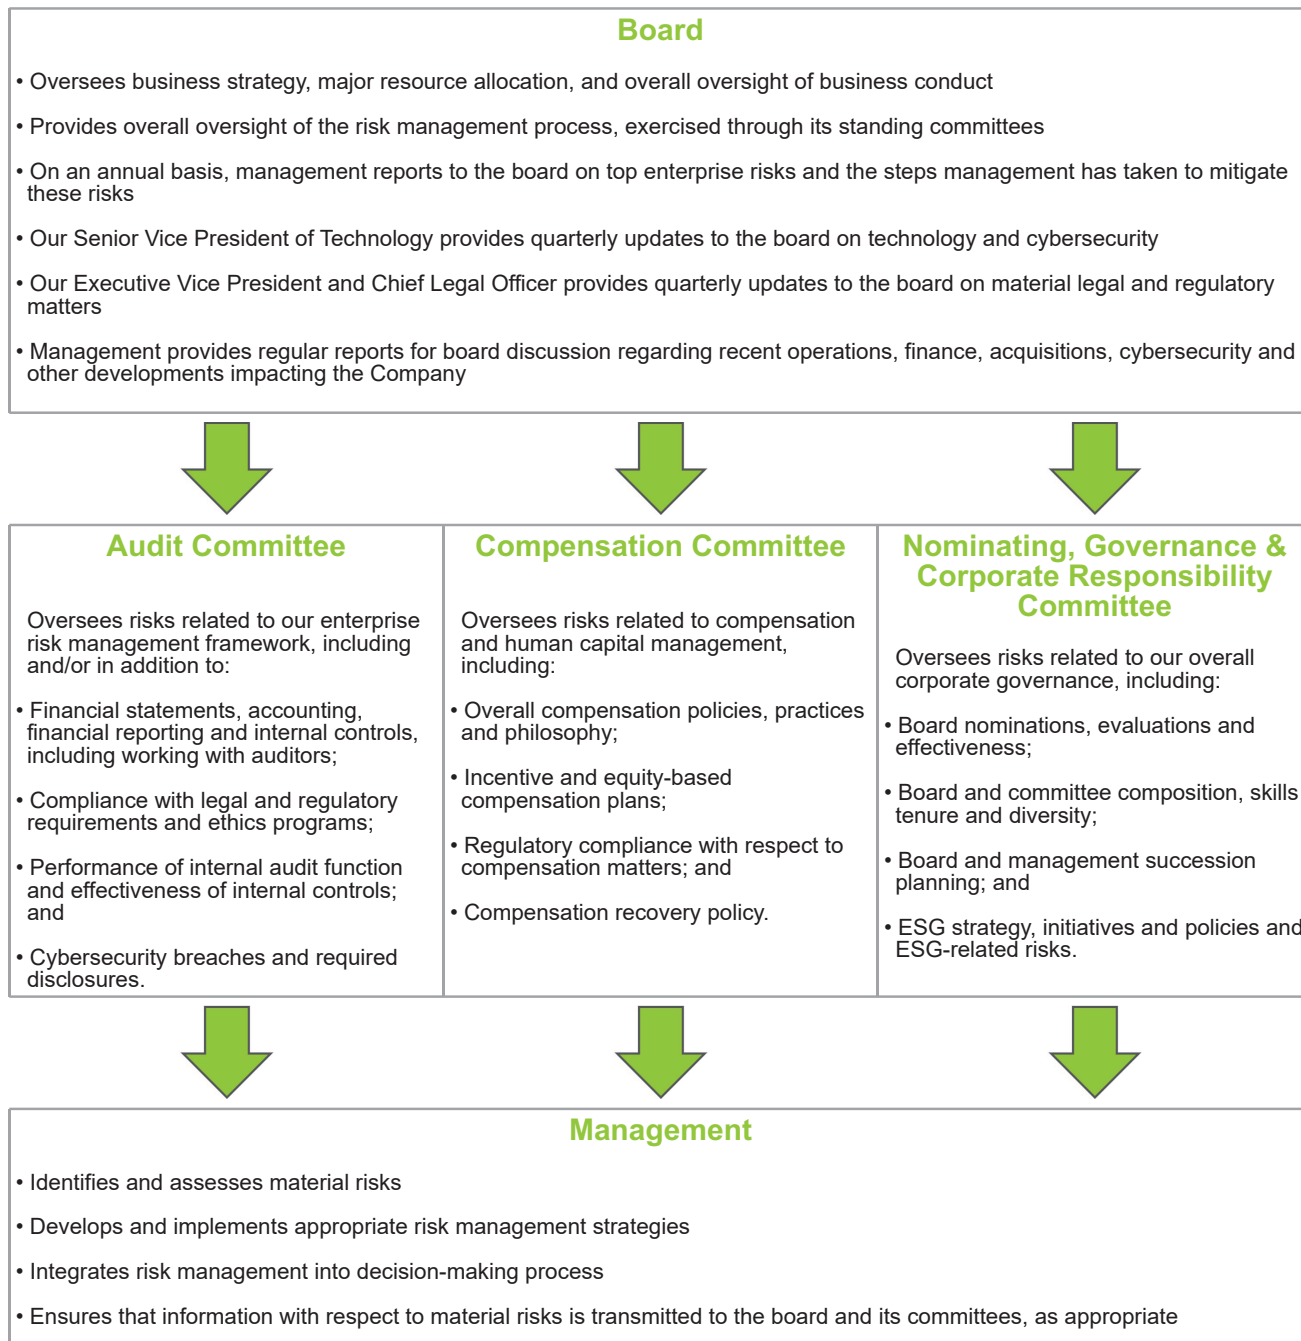 Board
• Oversees business strategy, major resource allocation, and overall oversight of business conduct
• Provides overall oversight of the risk management process, exercised through its standing committees
• On an annual basis, management reports to the board on top enterprise risks and the steps management has taken to mitigate
these risks
• Our Senior Vice President of Technology provides quarterly updates to the board on technology and cybersecurity
• Our Executive Vice President and Chief Legal Officer provides quarterly updates to the board on material legal and regulatory
matters
• Management provides regular reports for board discussion regarding recent operations, finance, acquisitions, cybersecurity and
other developments impacting the Company
Audit Committee
Oversees risks related to our enterprise
risk management framework, including
and/or in addition to:
• Financial statements, accounting,
financial reporting and internal controls,
including working with auditors;
• Compliance with legal and regulatory
requirements and ethics programs;
• Performance of internal audit function
and effectiveness of internal controls;
and
• Cybersecurity breaches and required
disclosures.
Compensation Committee
Oversees risks related to compensation
and human capital management,
including:
• Overall compensation policies, practices
and philosophy;
• Incentive and equity-based
compensation plans;
• Regulatory compliance with respect to
compensation matters; and
• Compensation recovery policy.
Nominating, Governance &
Corporate Responsibility
Committee
Oversees risks related to our overall
corporate governance, including:
• Board nominations, evaluations and
effectiveness;
• Board and committee composition, skills
tenure and diversity;
• Board and management succession
planning; and
• ESG strategy, initiatives and policies and
ESG-related risks.
Management
• Identifies and assesses material risks
• Develops and implements appropriate risk management strategies
• Integrates risk management into decision-making process
• Ensures that information with respect to material risks is transmitted to the board and its committees, as appropriate